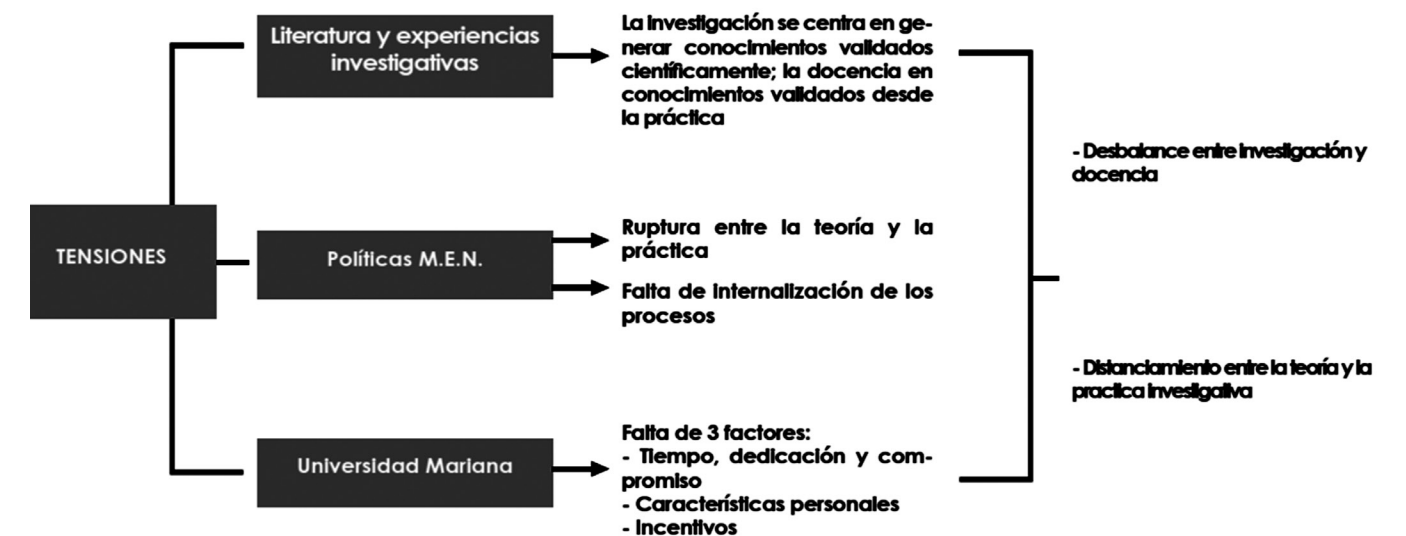 TENSIONES
Literatura y experiencias
investigativas
La investigación se centra en ge-
nerar conocimientos validados
científicamente; la docencia en
conocimientos validados desde
la práctica
Políticas M.E.N.
Ruptura entre la teoría y la
práctica
Falta de internalización de los
procesos
Universidad Mariana
Falta de 3 factores:
- Tiempo, dedicación y com-
promiso
- Características personales
- Incentivos
- Desbalance entre investigación y
docencia
- Distanciamiento entre la teoría y la
practica investigativa